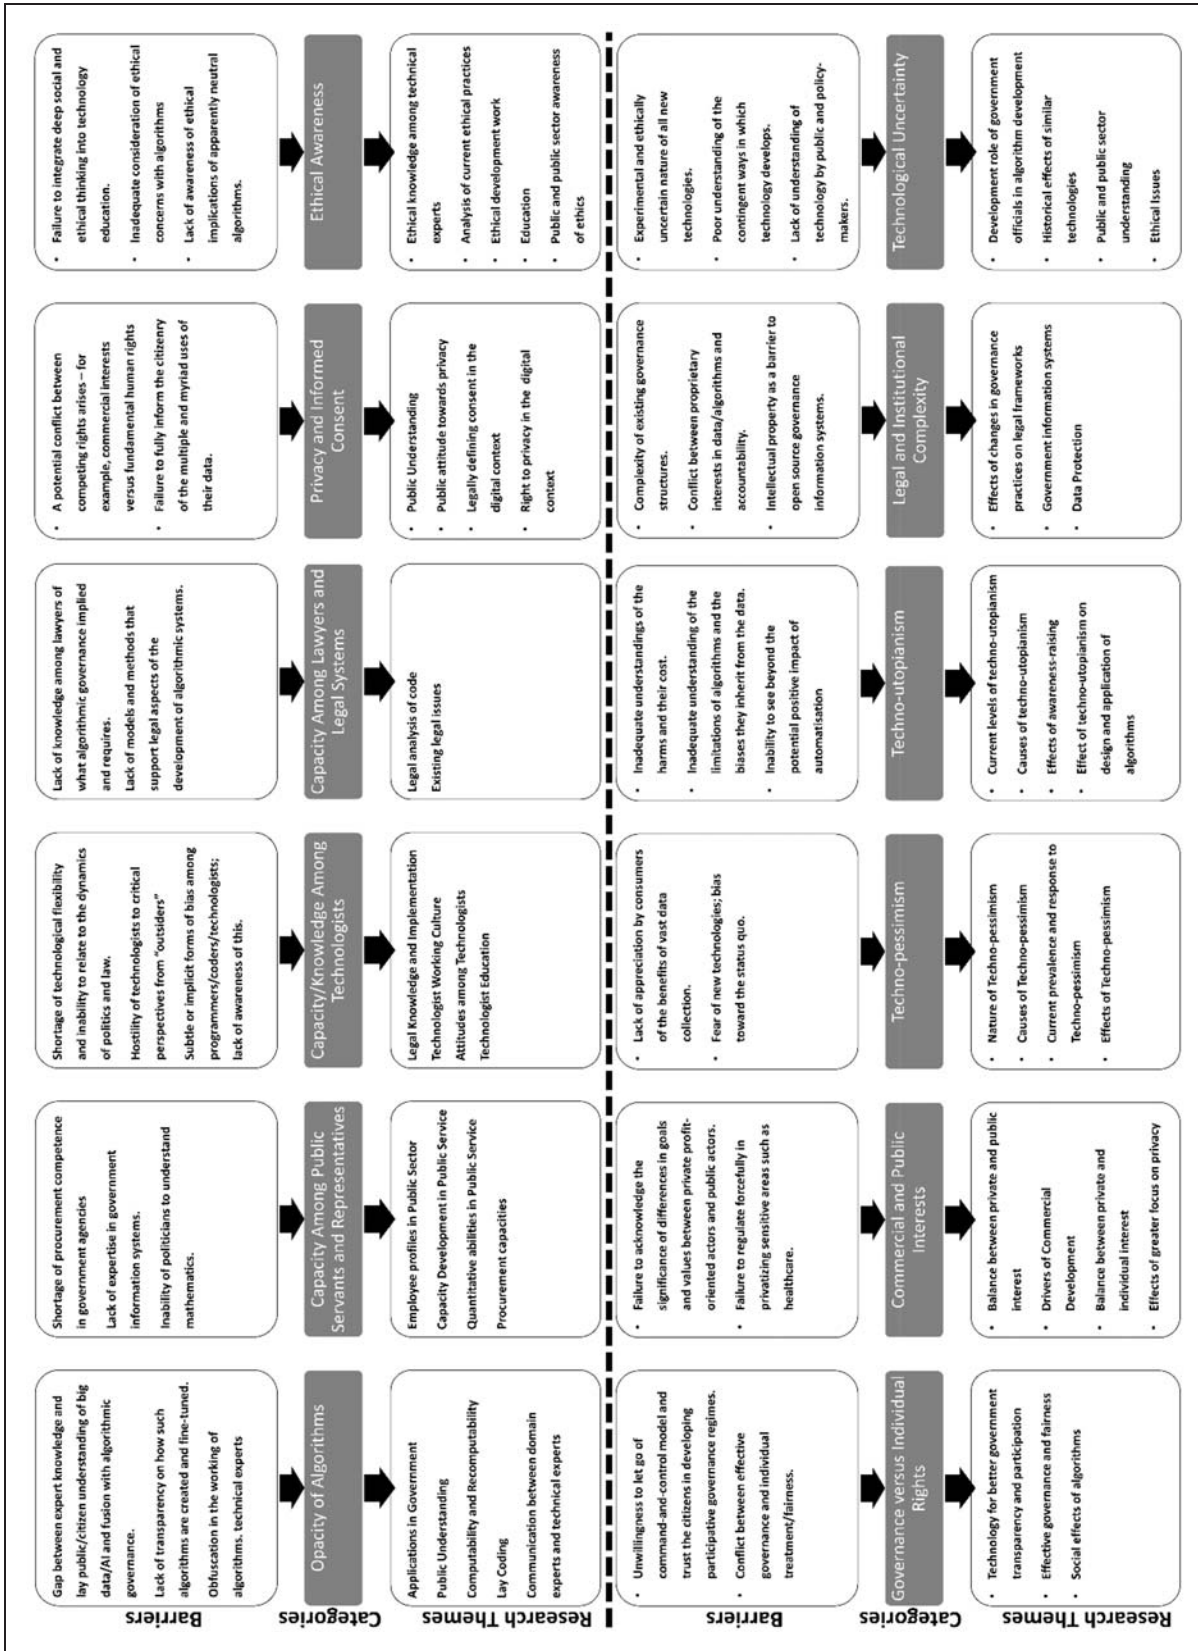 Barriers
Gap between expert knowledge and
lay public/citizen understanding of big
data/AI and fusion with algorithmic
governance.
Lack of transparency on how such
algorithms are created and fine-tuned.
Obfuscation in the working of
algorithms. technical experts
Shortage of procurement competence
in government agencies
Lack of expertise in government
information systems.
Inability of politicians to understand
mathematics.
Shortage of technological flexibility
and inability to relate to the dynamics
of politics and law.
Hostility of technologists to critical
perspectives from "outsiders"
Subtle or implicit forms of bias among
programmers/coders/technologists;
lack of awareness of this.
Lack of knowledge among lawyers of
what algorithmic governance implied
and requires.
Lack of models and methods that
support legal aspects of the
development of algorithmic systems.
• A potential conflict between
competing rights arises – for
example, commercial interests
versus fundamental human rights
• Failure to fully inform the citizenry
of the multiple and myriad uses of
their data.
• Failure to integrate deep social and
ethical thinking into technology
education.
• Inadequate consideration of ethical
concerns with algorithms
• Lack of awareness of ethical
implications of apparently neutral
algorithms.
Categories
Opacity of Algorithms
Capacity Among Public
Servants and Representatives
Capacity/Knowledge Among
Technologists
Capacity Among Lawyers and
Legal Systems
Privacy and Informed
Consent
Ethical Awareness
Research Themes
Applications in Government
Public Understanding
Computability and Recomputability
Lay Coding
Communication between domain
experts and technical experts
Employee profiles in Public Sector
Capacity Development in Public Service
Quantitative abilities in Public Service
Procurement capacities
Legal Knowledge and Implementation
Technologist Working Culture
Attitudes among Technologists
Technologist Education
Legal analysis of code
Existing legal issues
• Public Understanding
• Public attitude towards privacy
• Legally defining consent in the
digital context
• Right to privacy in the digital
context
• Ethical knowledge among technical
experts
• Analysis of current ethical practices
• Ethical development work
• Education
• Public and public sector awareness
of ethics
Barriers
• Unwillingness to let go of
command-and-control model and
trust the citizens in developing
participative governance regimes.
• Conflict between effective
governance and individual
treatment/fairness.
• Failure to acknowledge the
significance of differences in goals
and values between private profit-
oriented actors and public actors.
• Failure to regulate forcefully in
privatizing sensitive areas such as
healthcare.
• Lack of appreciation by consumers
of the benefits of vast data
collection.
• Fear of new technologies; bias
toward the status quo.
• Inadequate understandings of the
harms and their cost.
• Inadequate understanding of the
limitations of algorithms and the
biases they inherit from the data.
• Inability to see beyond the
potential positive impact of
automatisation
• Complexity of existing governance
structures.
• Conflict between proprietary
interests in data/algorithms and
accountability.
• Intellectual property as a barrier to
open source governance
information systems.
• Experimental and ethically
uncertain nature of all new
technologies.
• Poor understanding of the
contingent ways in which
technology develops.
• Lack of understanding of
technology by public and policy-
makers.
Categories
Governance versus Individual
Rights
Commercial and Public
Interests
Techno-pessimism
Techno-utopianism
Legal and Institutional
Complexity
Technological Uncertainty
Research Themes
• Technology for better government
transparency and participation
• Effective governance and fairness
• Social effects of algorithms
• Balance between private and public
interest
• Drivers of Commercial
Development
• Balance between private and
individual interest
• Effects of greater focus on privacy
• Nature of Techno-pessimism
• Causes of Techno-pessimism
• Current prevalence and response to
Techno-pessimism
• Effects of Techno-pessimism
• Current levels of techno-utopianism
• Causes of techno-utopianism
• Effects of awareness-raising
• Effect of techno-utopianism on
design and application of
algorithms
• Effects of changes in governance
practices on legal frameworks
• Government information systems
• Data Protection
• Development role of government
officials in algorithm development
• Historical effects of similar
technologies
• Public and public sector
understanding
• Ethical Issues